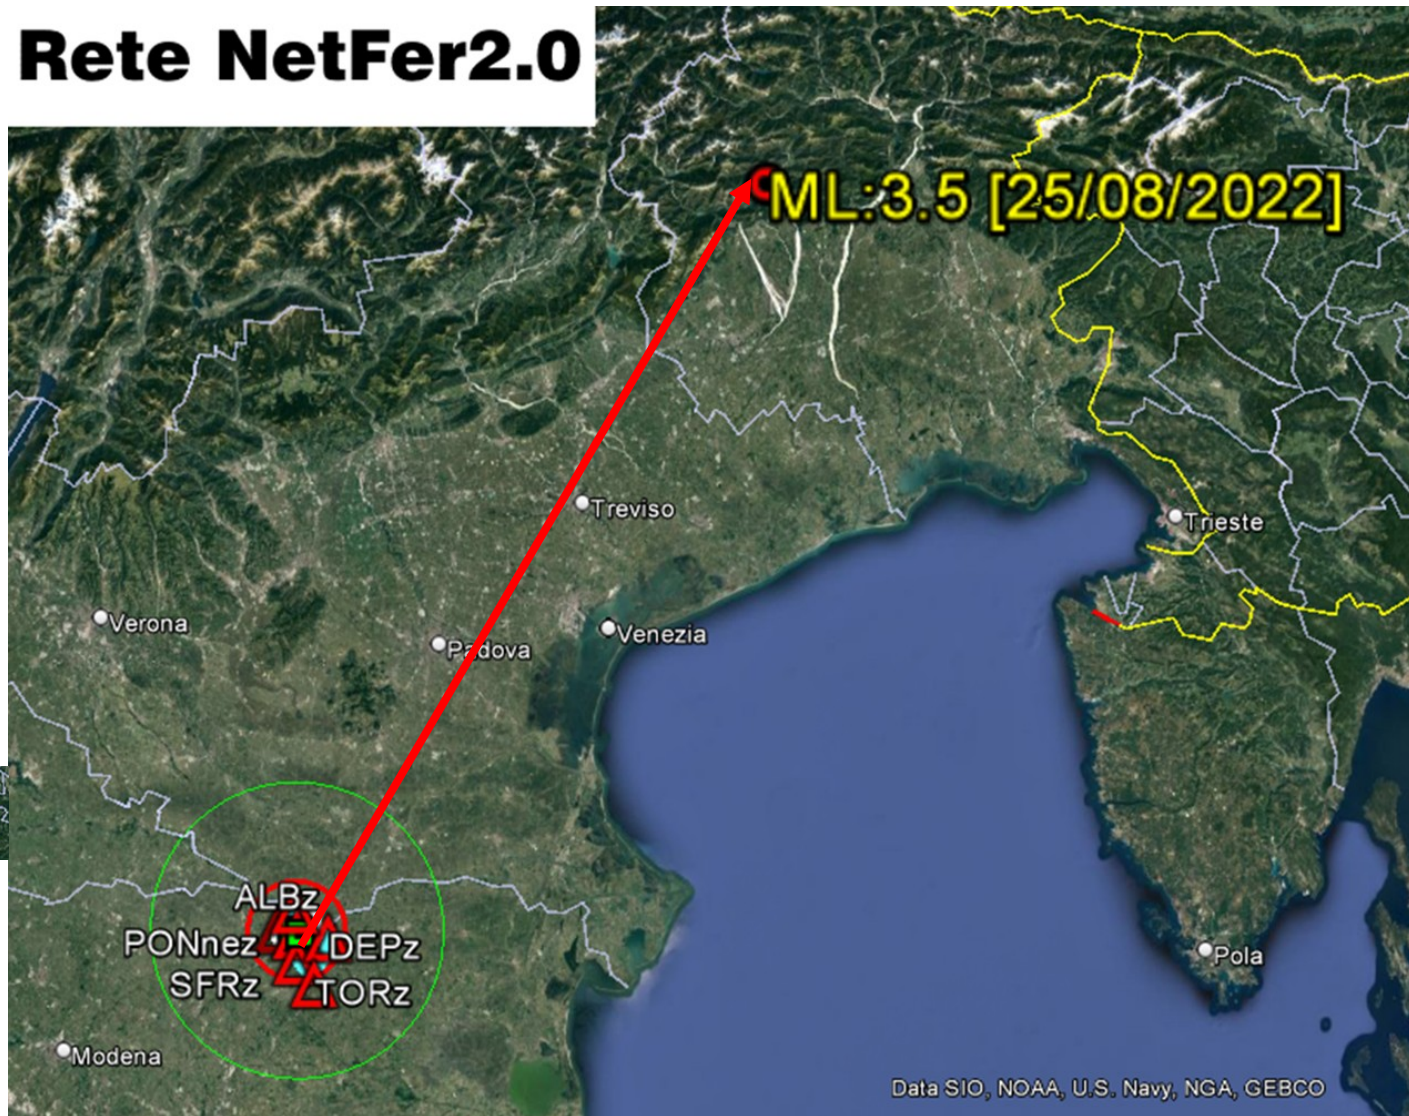 Rete NetFer2.0
ML:3.5 [25/08/2022]
Treviso
Trieste
Verona
Padova
Venezia
ALBz
PONnez
DEPz
SFRz
TORz
Pola
Modena
Data SIO, NOAA, U.S. Navy, NGA, GEBCO